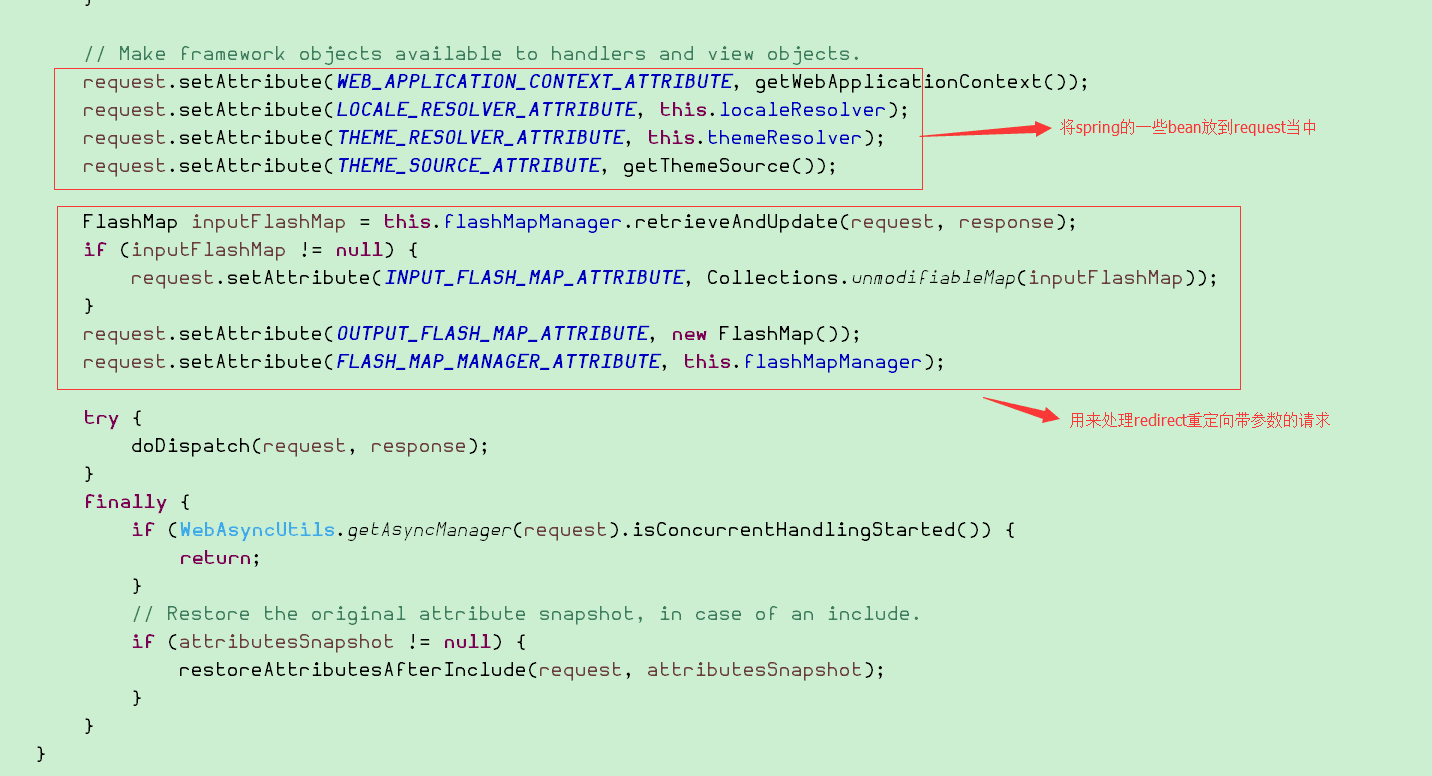 }
// Make framework objects available to handlers and view objects.
request.setAttribute(WEB_APPLICATION_CONTEXT_ATTRIBUTE, getWebApplicationContext());
request.setAttribute(LOCALE_RESOLVER_ATTRIBUTE, this.localeResolver);
将spring的一些bean放到request当中
request.setAttribute(THEME_RESOLVER_ATTRIBUTE, this.themeResolver);
request.setAttribute(THEME_SOURCE_ATTRIBUTE, getThemeSource());
FlashMap inputFlashMap = this.flashMapManager.retrieveAndUpdate(request, response);
if (inputFlashMap != null) {
request.setAttribute(INPUT_FLASH_MAP_ATTRIBUTE, Collections.unmodifiableMap(inputFlashMap));
}
request.setAttribute(OUTPUT_FLASH_MAP_ATTRIBUTE, new FlashMap());
request.setAttribute(FLASH_MAP_MANAGER_ATTRIBUTE, this.flashMapManager);
try {
用来处理redirect重定向带参数的请求
doDispatch(request, response);
}
finally {
if (WebAsyncUtils.getAsyncManager(request).isConcurrentHandlingStarted()) {
return;
}
// Restore the original attribute snapshot, in case of an include.
if (attributesSnapshot != null) {
restoreAttributesAfterInclude(request, attributesSnapshot);
}
}
}